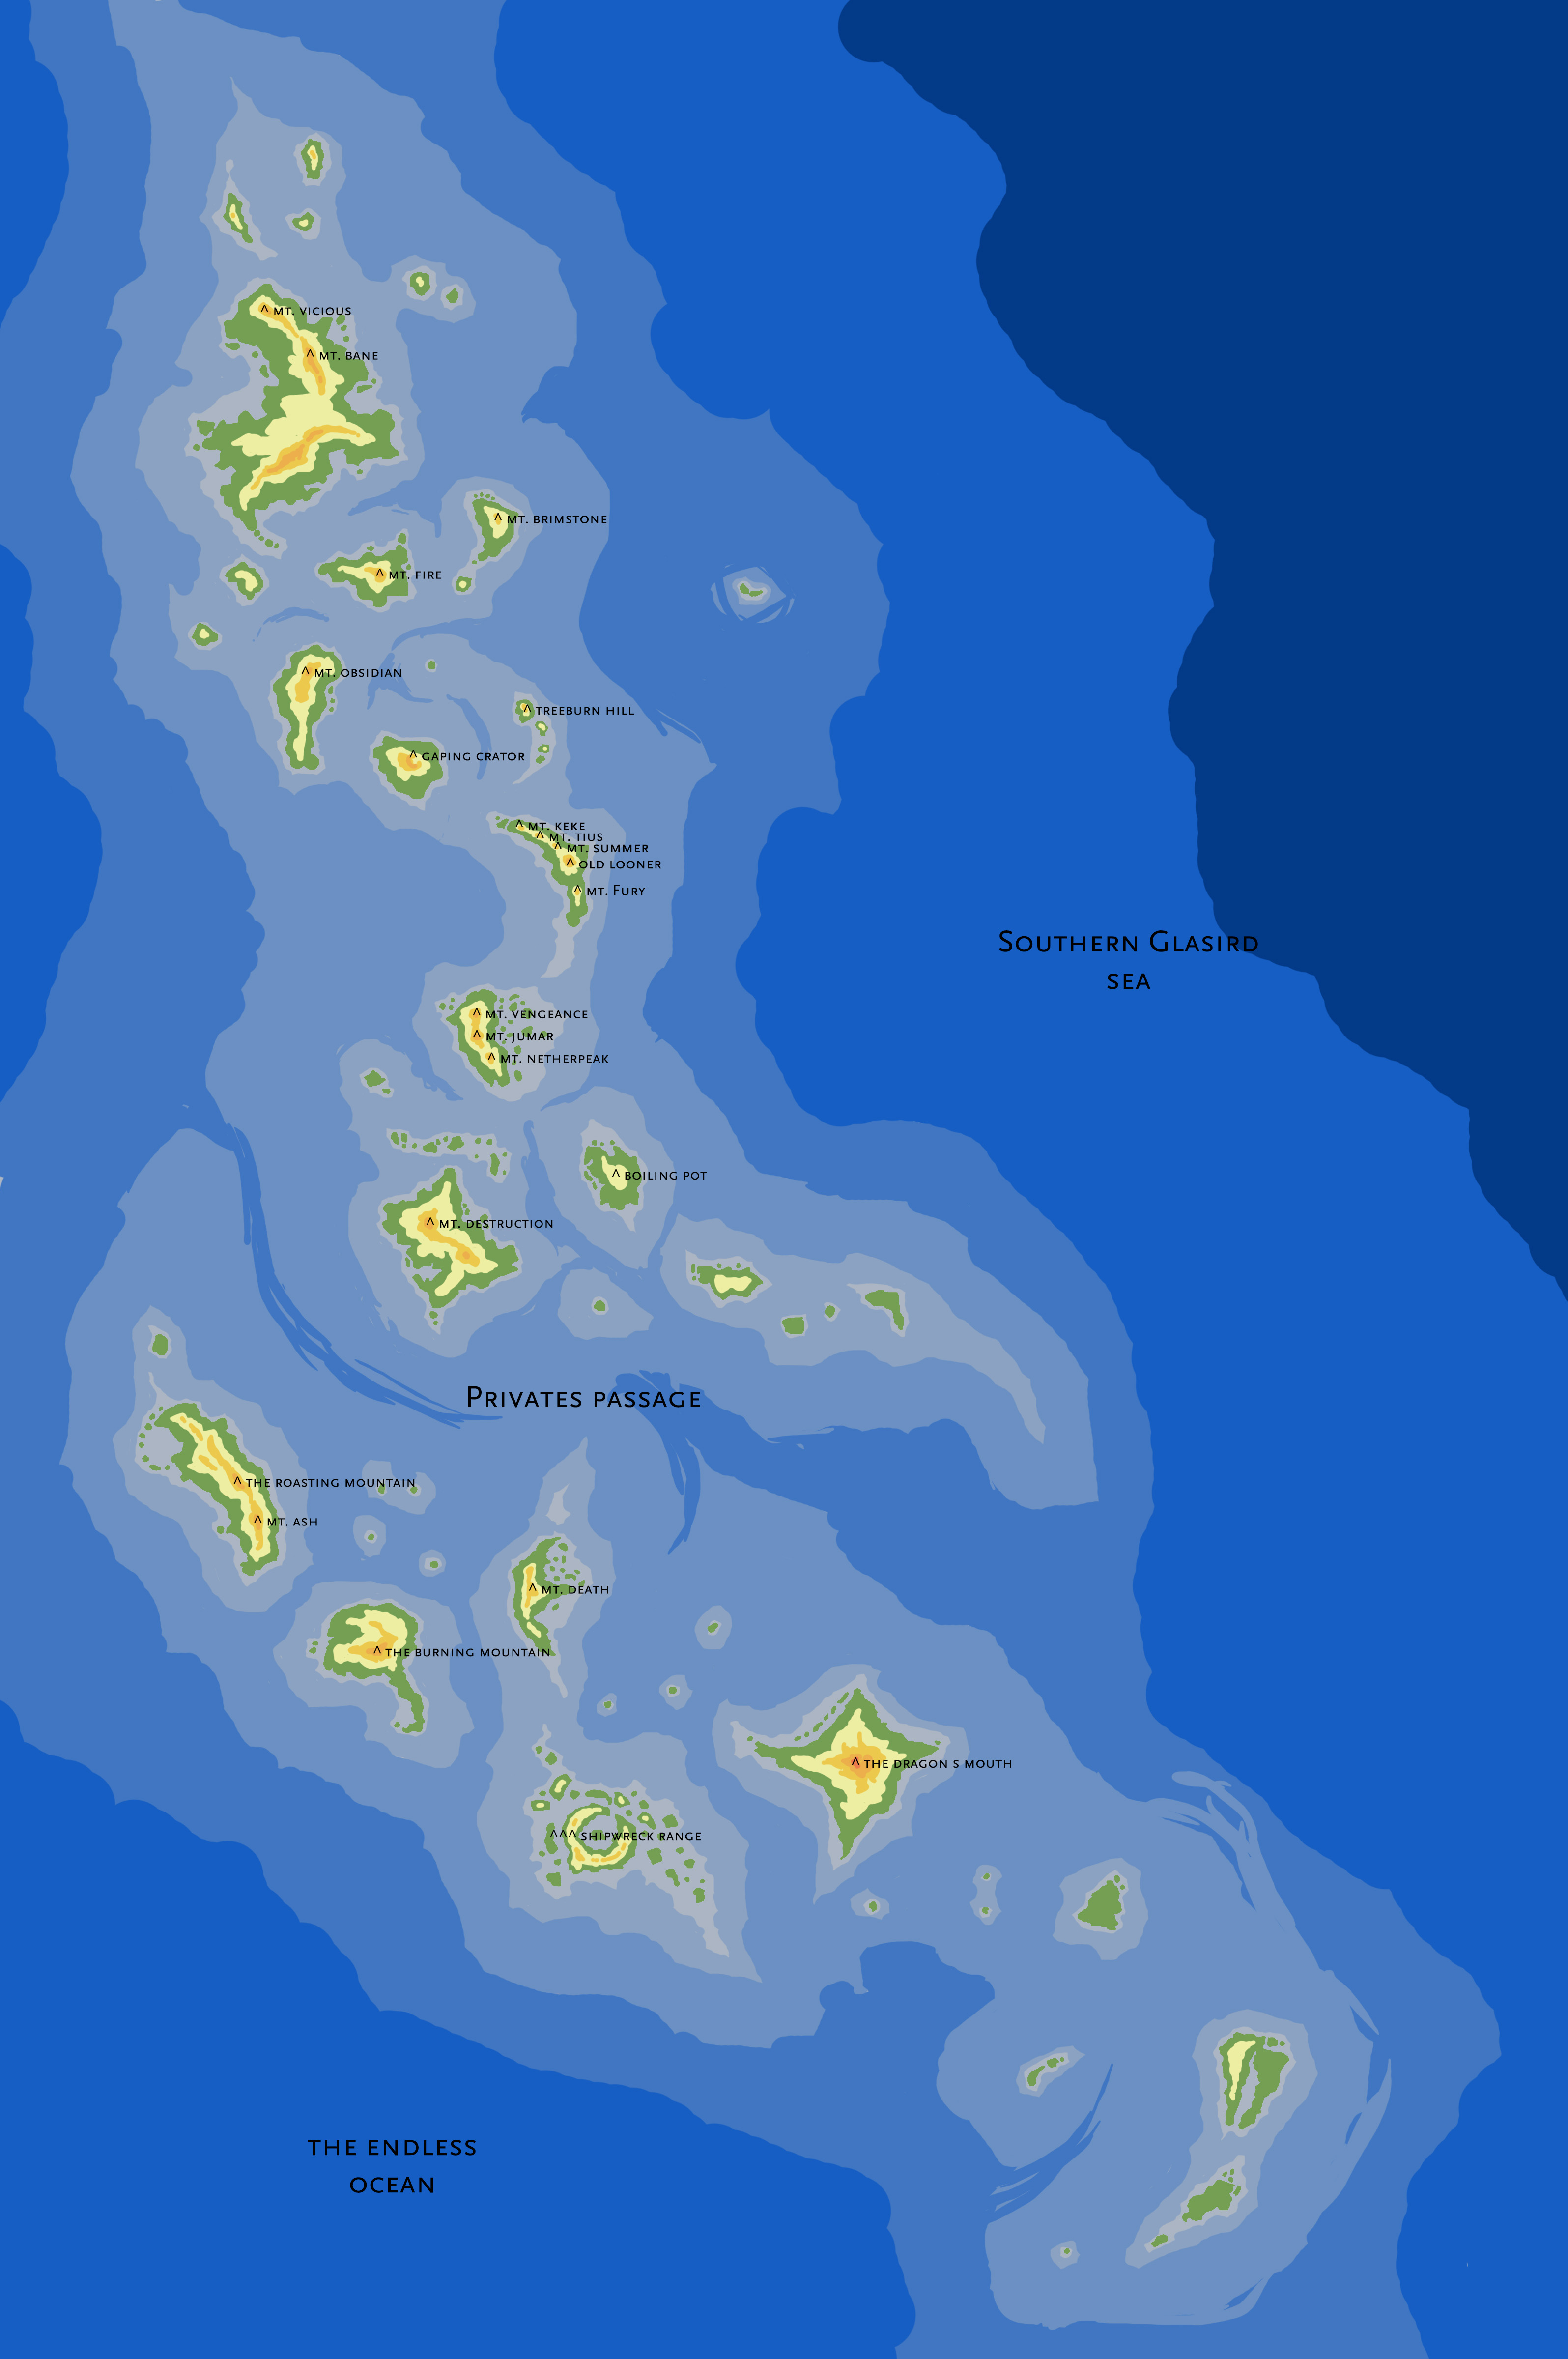 ^ MT. VICIOUS
^ MT. BANE
^ MT. BRIMSTONE
^ MT. FIRE
^ MT. OBSIDIAN
^ TREEBURN HILL
^ GAPING CRATOR
^ MT. KEKE
^ MT. TIUS
^ MT. SUMMER
^ OLD LOONER
^ MT. FURY
SOUTHERN GLASIRD
SEA
^ MT. VENGEANCE
^ MT. JUMAR
^ MT. NETHERPEAK
^ BOILING POT
^ MT. DESTRUCTION
PRIVATES PASSAGE
^ THE ROASTING MOUNTAIN
^ MT. ASH
^ MT. DEATH
^ THE BURNING MOUNTAIN
^ THE DRAGON S MOUTH
^^^ SHIPWRECK RANGE
THE ENDLESS
OCEAN